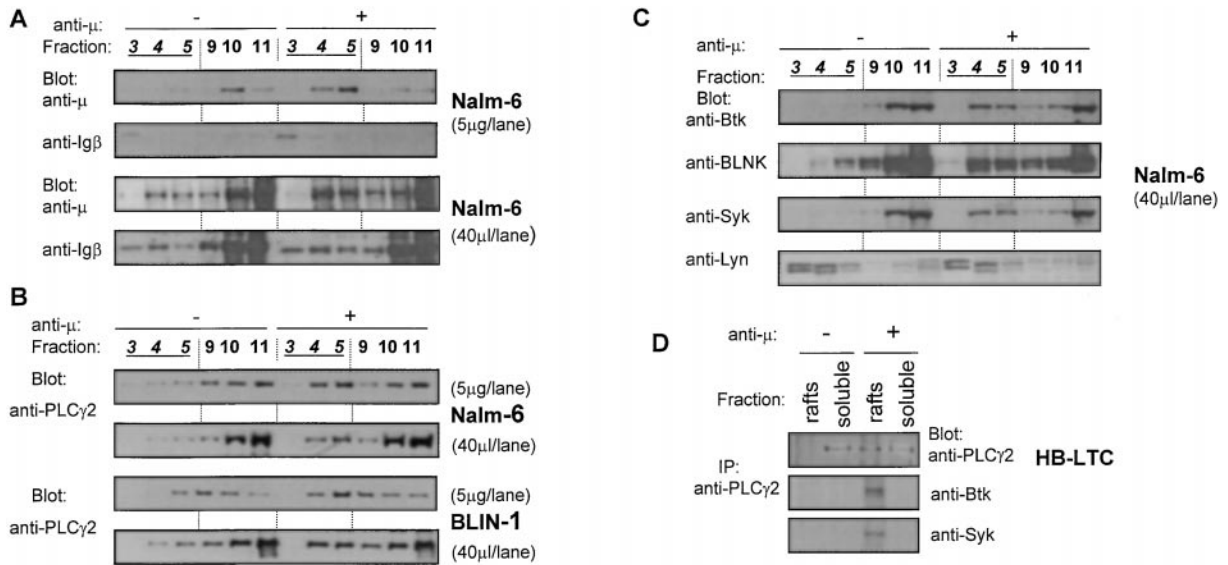 A
anti-μ: - +
Fraction: 3 4 5 9 10 11 3 4 5 9 10 11
Blot:
anti-μ
anti-Igβ
Nalm-6
(5μg/lane)
Blot:
anti-μ
anti-Igβ
Nalm-6
(40μl/lane)
B
anti-μ: - +
Fraction: 3 4 5 9 10 11 3 4 5 9 10 11
Blot:
anti-PLCγ2
(5μg/lane)
Nalm-6
(40μl/lane)
Blot
anti-PLCγ2
(5μg/lane)
BLIN-1
(40μl/lane)
C
anti-μ: - +
Fraction: 3 4 5 9 10 11 3 4 5 9 10 11
Blot:
anti-Btk
anti-BLNK
anti-Syk
anti-Lyn
Nalm-6
(40μl/lane)
D
anti-μ: - +
Fraction: rafts soluble rafts soluble
IP:
anti-PLCγ2
Blot:
anti-PLCγ2
anti-Btk
anti-Syk
HB-LTC